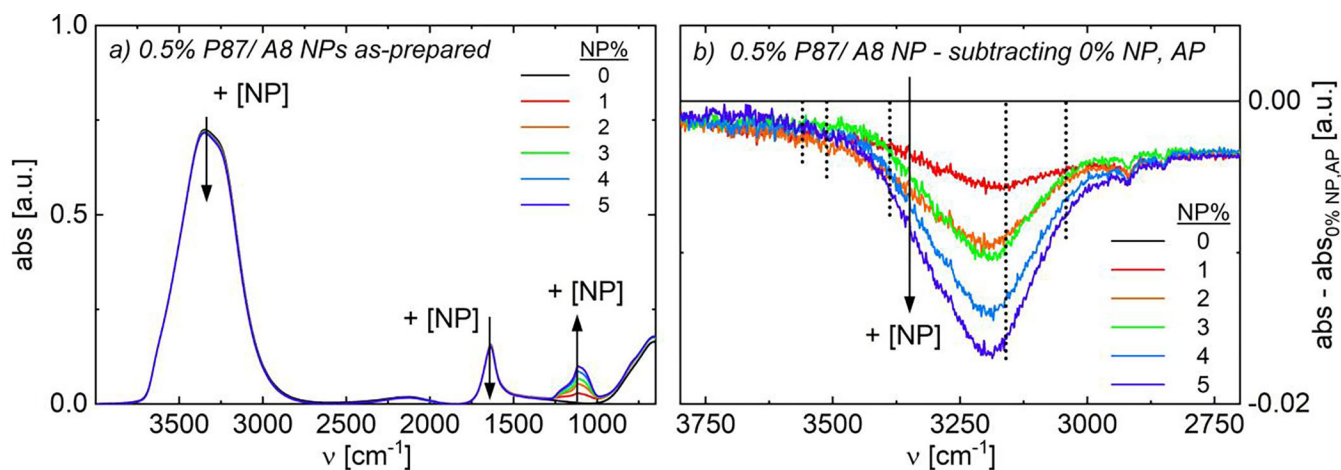 1.0
a) 0.5% P87/ A8 NPs as-prepared
NP%
0
1
2
3
4
5
+ [NP]
+ [NP]
+ [NP]
0.5
0.0
abs [a.u.]
3500 3000 2500 2000 1500 1000
ν [cm-1]
b) 0.5% P87/ A8 NP - subtracting 0% NP, AP
0.00
+ [NP]
NP%
0
1
2
3
4
5
-0.02
abs - abs0% NP,AP [a.u.]
3750 3500 3250 3000 2750
ν [cm-1]